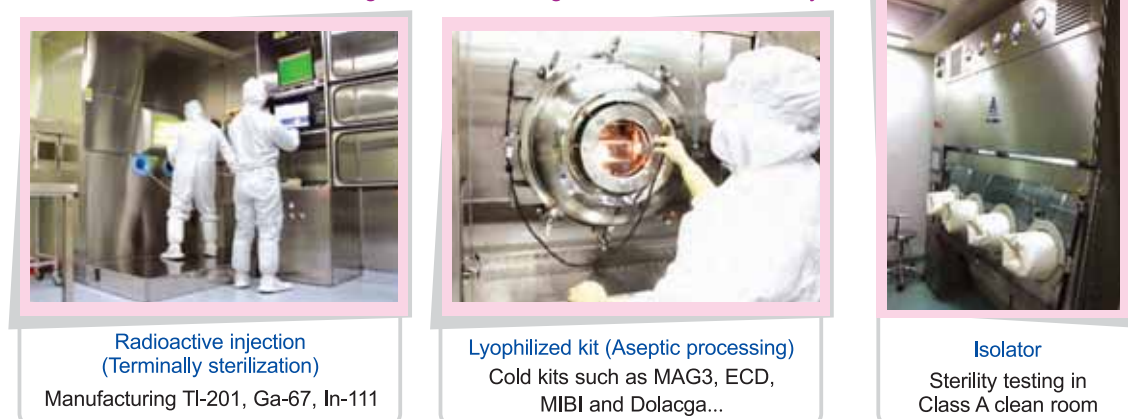 Radioactive injection
(Terminally sterilization)
Manufacturing Tl-201, Ga-67, In-111
Lyophilized kit (Aseptic processing)
Cold kits such as MAG3, ECD,
MIBI and Dolacga...
Isolator
Sterility testing in
Class A clean room